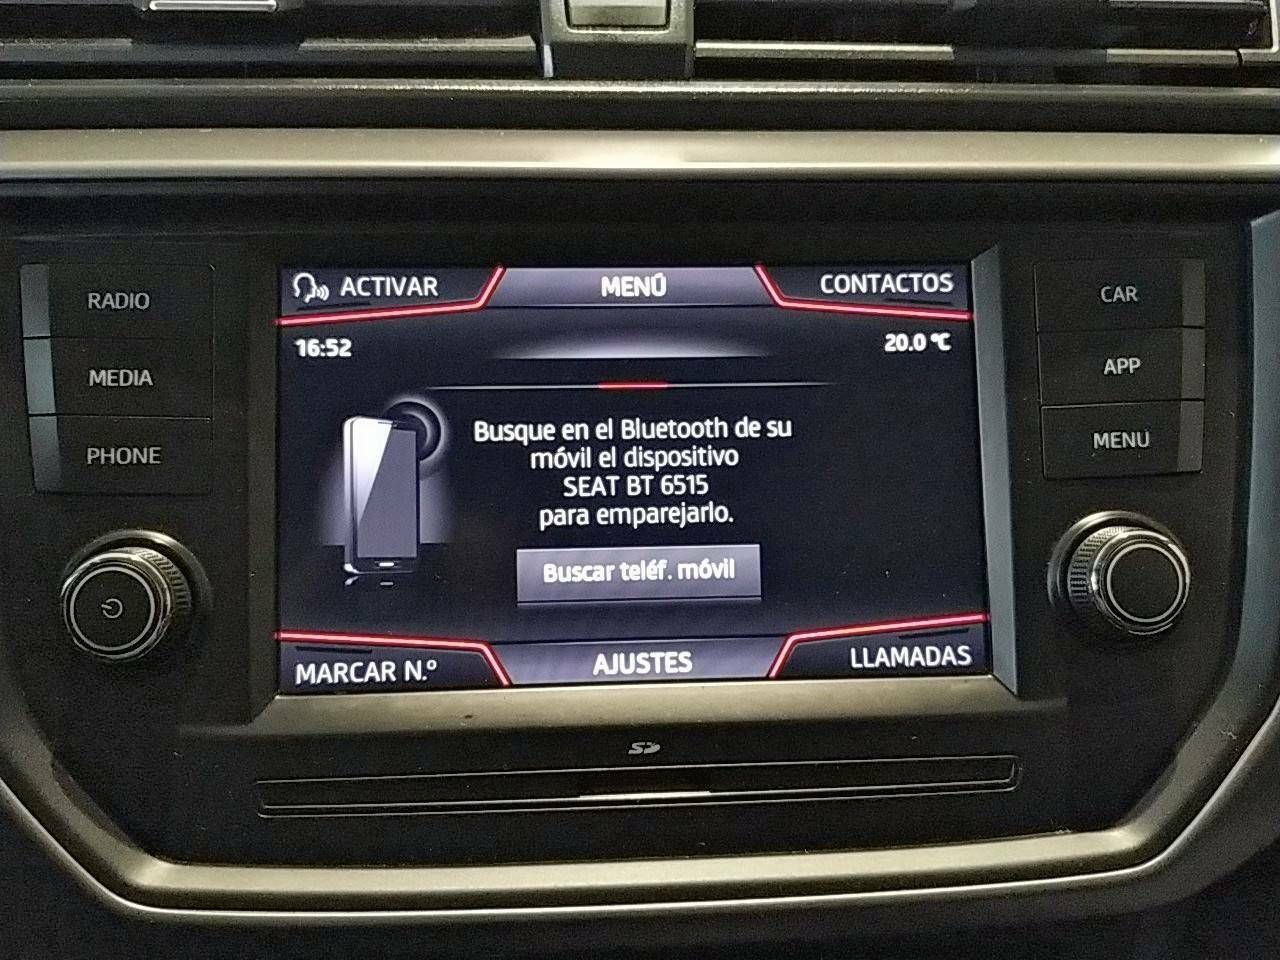 RADIO
MEDIA
PHONE
ACTIVAR
MENÚ
CONTACTOS
16:52
20.0 °C
Busque en el Bluetooth de su
móvil el dispositivo
SEAT BT 6515
para emparejarlo.
Buscar teléf. móvil
MARCAR N.º
AJUSTES
LLAMADAS
CAR
APP
MENU
SD